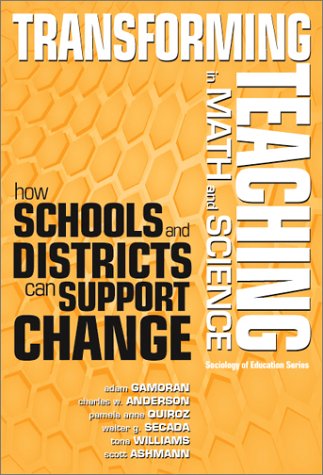 TRANSFORMING
TEACHING
in MATH and SCIENCE
how
SCHOOLS and
DISTRICTS
can SUPPORT
CHANGE
Sociology of Education Series
adam GAMORAN
charles w. ANDERSON
pamela anne QUIROZ
walter g. SECADA
tona WILLIAMS
scott ASHMANN